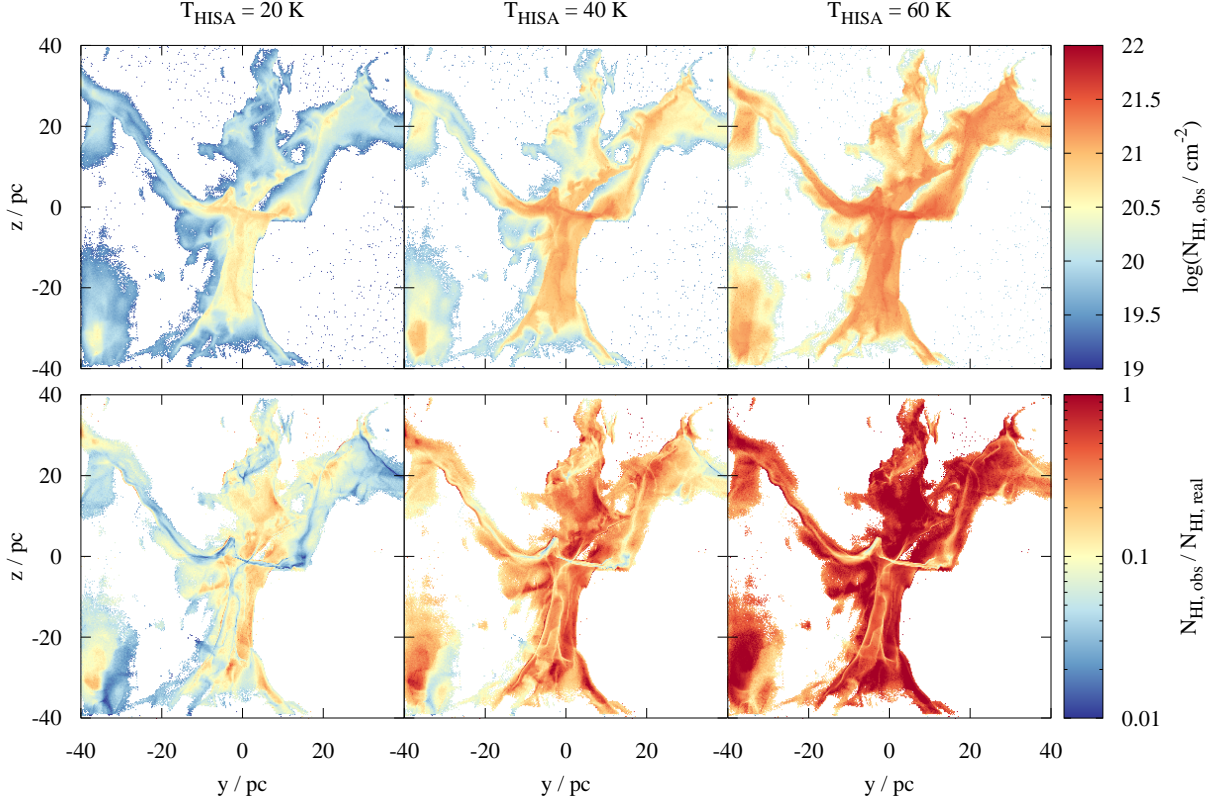 T_HISA = 20 K T_HISA = 40 K T_HISA = 60 K
40
20
0
-20
-40
z / pc
22
21.5
21
20.5
20
19.5
19
log(N_HI, obs / cm^-2)
40
20
0
-20
-40
z / pc
1
0.1
0.01
N_HI, obs / N_HI, real
-40 -20 0 20 40 -20 0 20 40 -20 0 20 40
y / pc y / pc y / pc